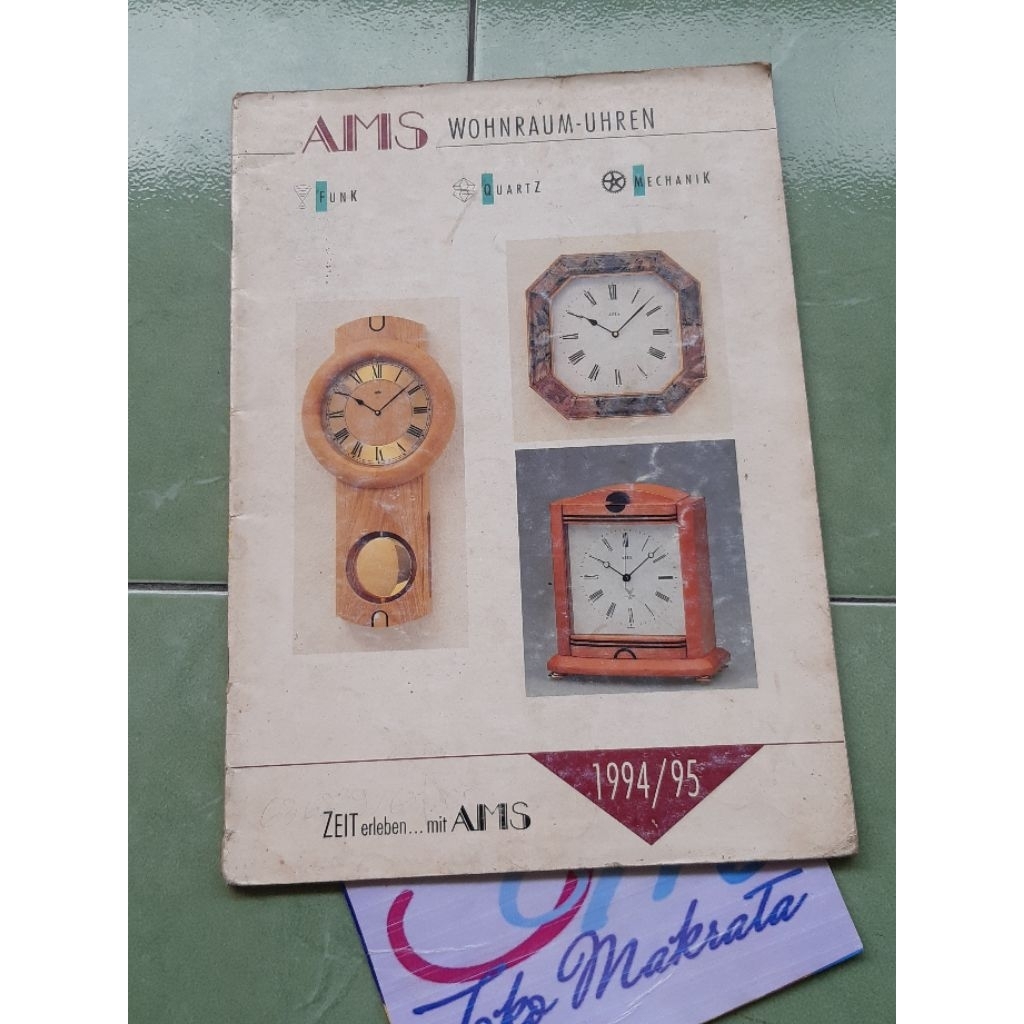 AMS WOHNRAUM-UHREN
FUNK QUARTZ MECHANIK
1994/95
ZEIT erleben... mit AMS
Toko Makrata